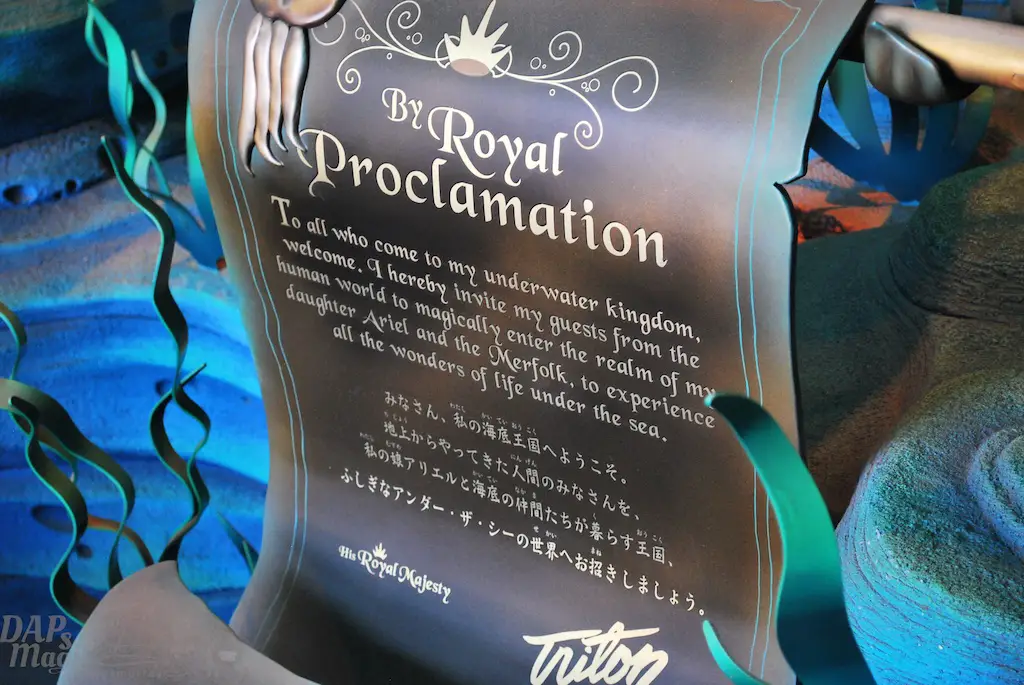 By Royal
Proclamation
To all who come to my underwater kingdom,
welcome. I hereby invite my guests from the
human world to magically enter the realm of my
daughter Ariel and the Merfolk, to experience
all the wonders of life under the sea.
みなさん、私の海底王国へようこそ。
地上からやってきた人間のみなさんを、
私の娘アリエルと海底の仲間たちが暮らす王国、
ふしぎなアンダー・ザ・シーの世界へお招きしましょう。
His Royal Majesty
Triton
DAPs
Mag